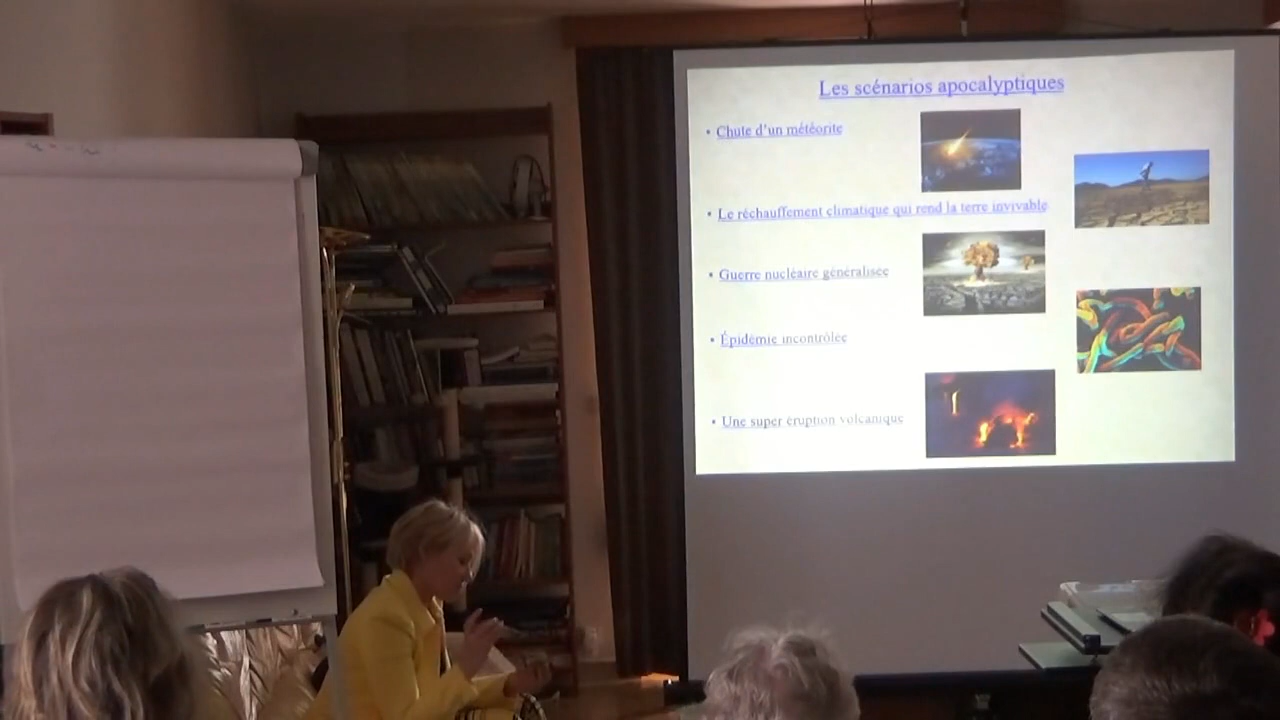 Les scénarios apocalyptiques
• Chute d'un météorite
• Le réchauffement climatique qui rend la terre invivable
• Guerre nucléaire généralisée
• Épidémie incontrôlée
• Une super éruption volcanique